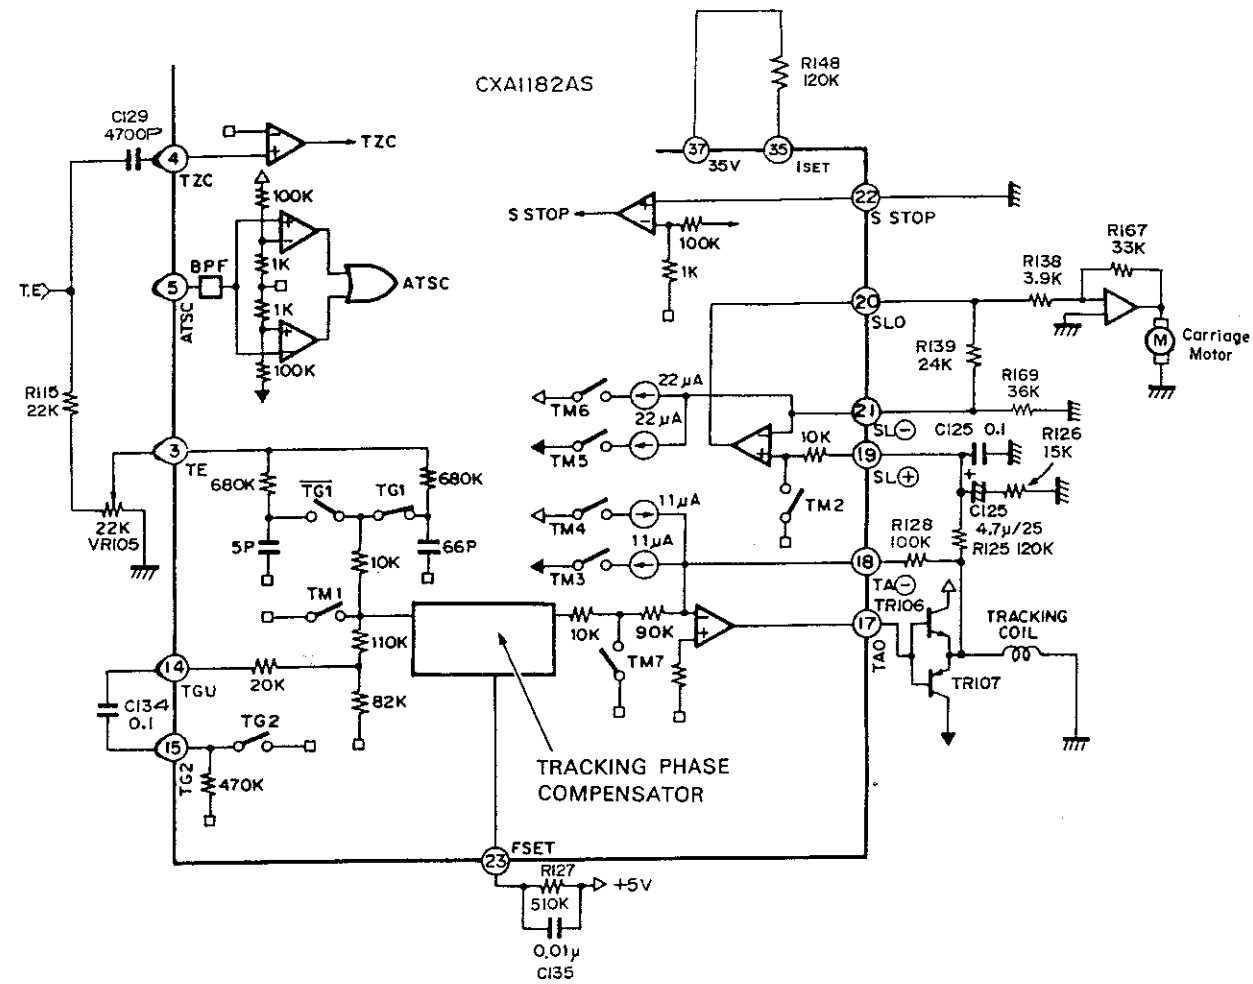 CXA1182AS
R148
120K
C129
4700P
4
TZC
TZC
37
35V
35
ISET
100K
S STOP
22
S STOP
100K
1K
BPF
1K
T.E
5
ATSC
ATSC
1K
100K
20
SLO
R138
3.9K
R167
33K
M
Carriage
Motor
R139
24K
R169
36K
R115
22K
TM6
22μA
22μA
TM5
21
SL⊖
C125 0.1
10K
19
SL⊕
R126
15K
+
C125
4.7μ/25
R125 120K
3
TE
680K
TG1
TG1
680K
22K
VR105
5P
66P
10K
TM4
11μA
11μA
TM3
TM2
R128
100K
18
TA⊖
TM1
110K
10K
90K
TM7
17
TAO
TR106
TR107
TRACKING
COIL
14
TGU
20K
82K
C134
0.1
15
TG2
TG2
470K
TRACKING PHASE
COMPENSATOR
FSET
23
R127
510K
+5V
0.01μ
C135